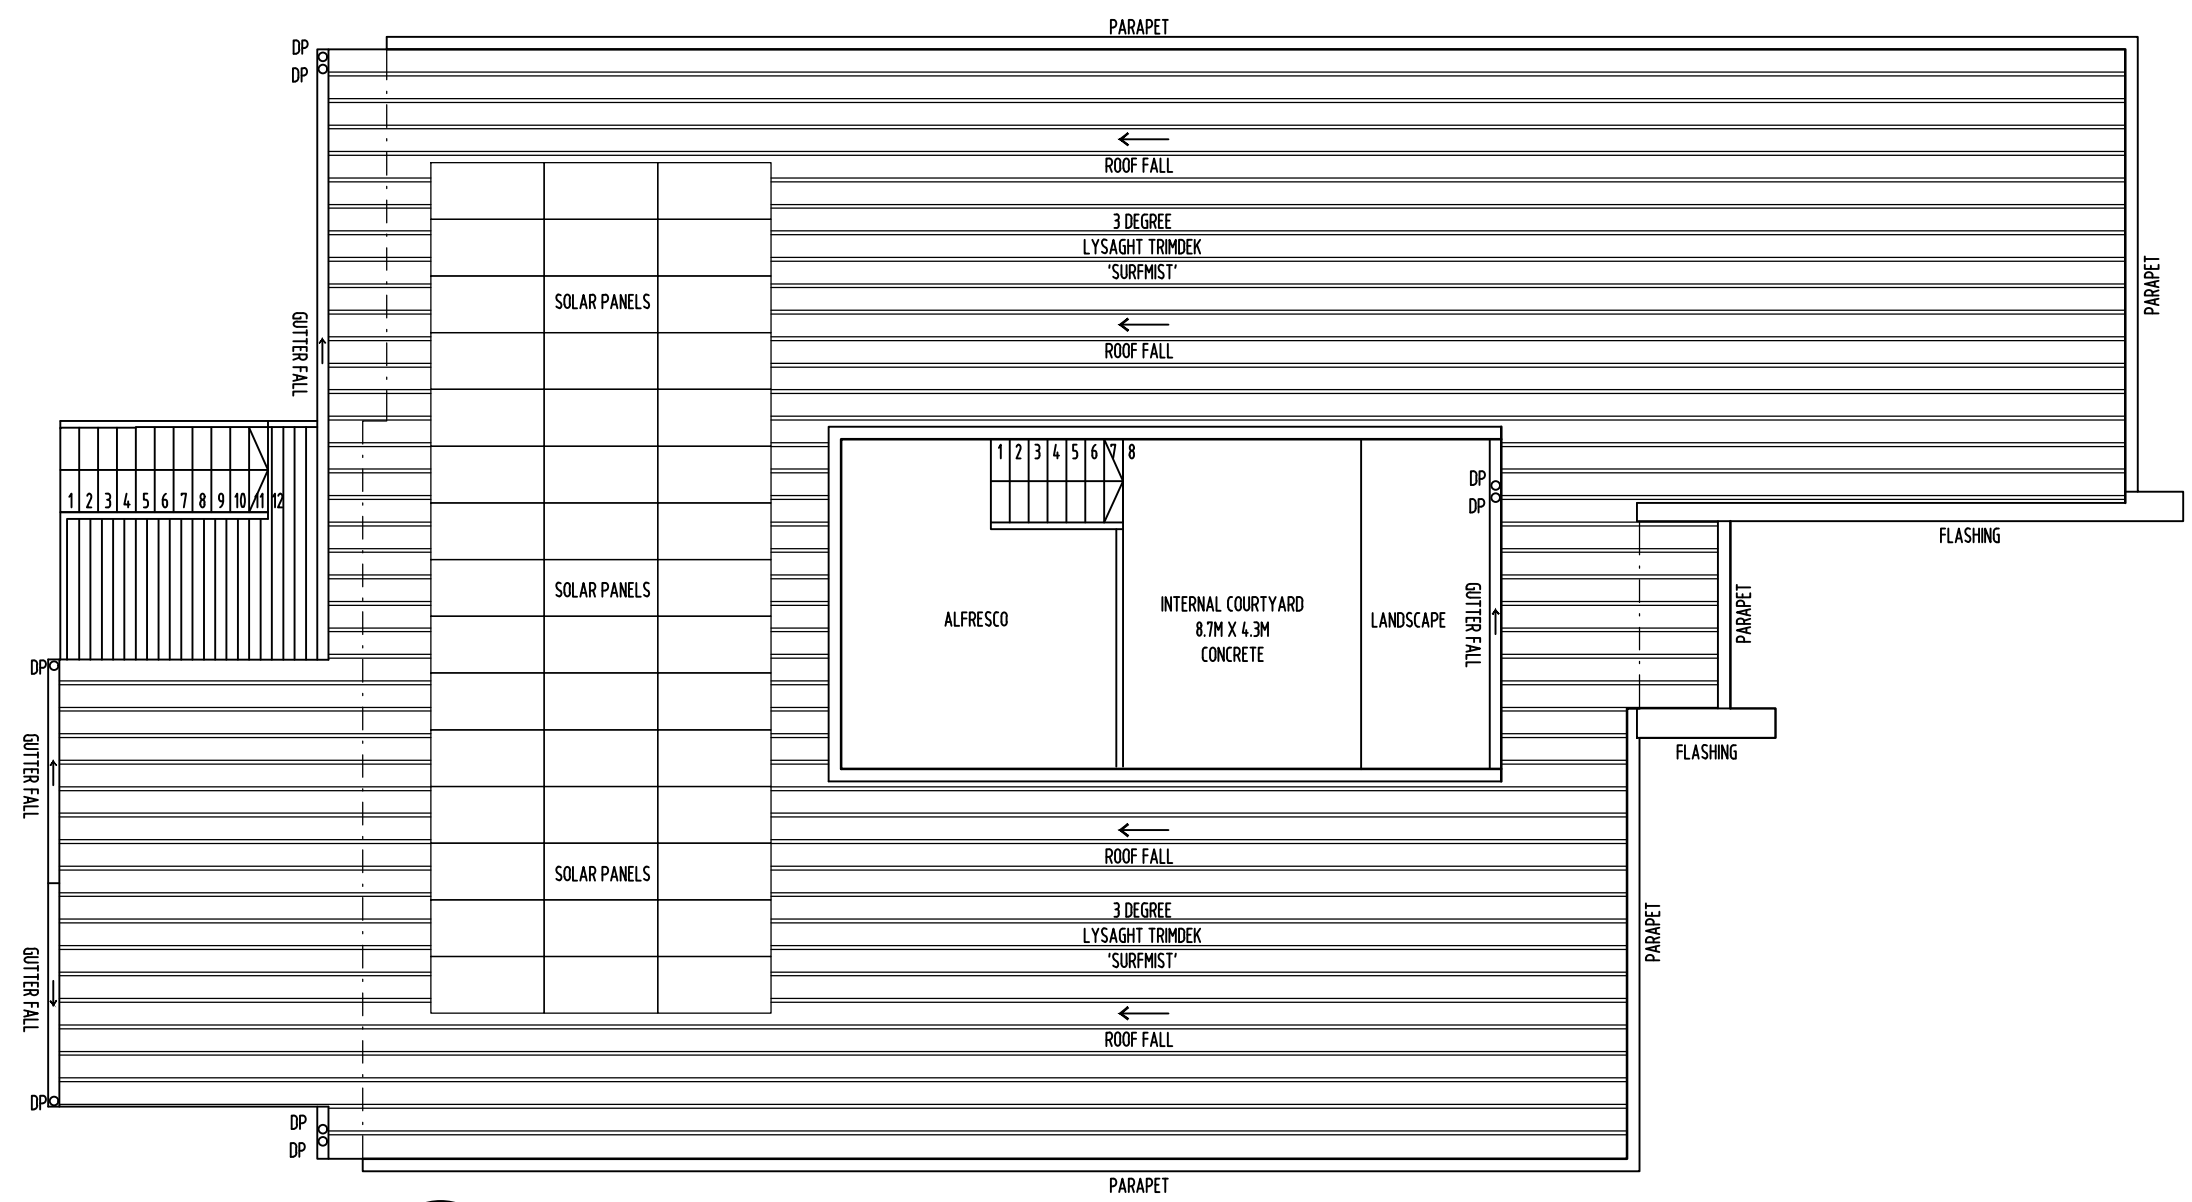 PARAPET
DP
DP
ROOF FALL
3 DEGREE
LYSAGHT TRIMDEK
'SURFMIST'
PARAPET
SOLAR PANELS
GUTTER FALL
ROOF FALL
1 2 3 4 5 6 7 8
DP
DP
1 2 3 4 5 6 7 8 9 10 11 12
FLASHING
SOLAR PANELS
ALFRESCO
INTERNAL COURTYARD
8.7M X 4.3M
CONCRETE
LANDSCAPE
GUTTER FALL
PARAPET
DP
GUTTER FALL
FLASHING
ROOF FALL
SOLAR PANELS
3 DEGREE
LYSAGHT TRIMDEK
'SURFMIST'
PARAPET
GUTTER FALL
ROOF FALL
DP
DP
DP
PARAPET